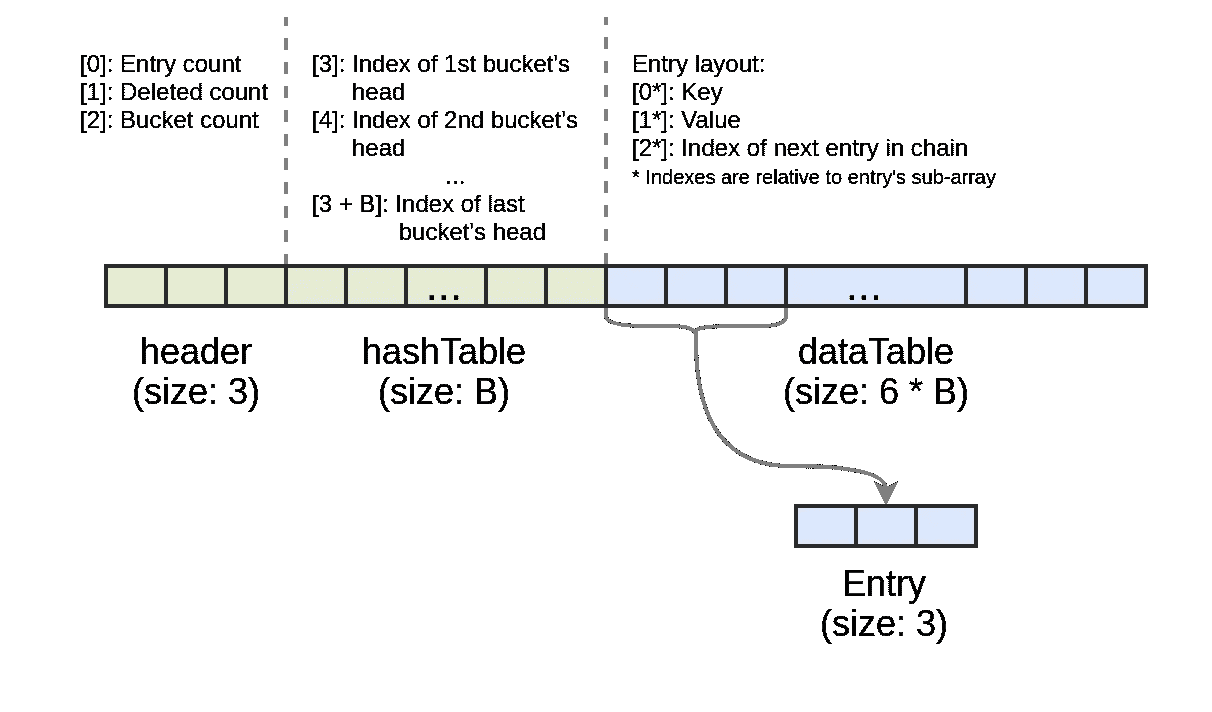 [0]: Entry count
[1]: Deleted count
[2]: Bucket count
[3]: Index of 1st bucket's
head
[4]: Index of 2nd bucket's
head
...
[3 + B]: Index of last
bucket's head
Entry layout:
[0*]: Key
[1*]: Value
[2*]: Index of next entry in chain
* Indexes are relative to entry's sub-array
...
...
header
(size: 3)
hashTable
(size: B)
dataTable
(size: 6 * B)
Entry
(size: 3)